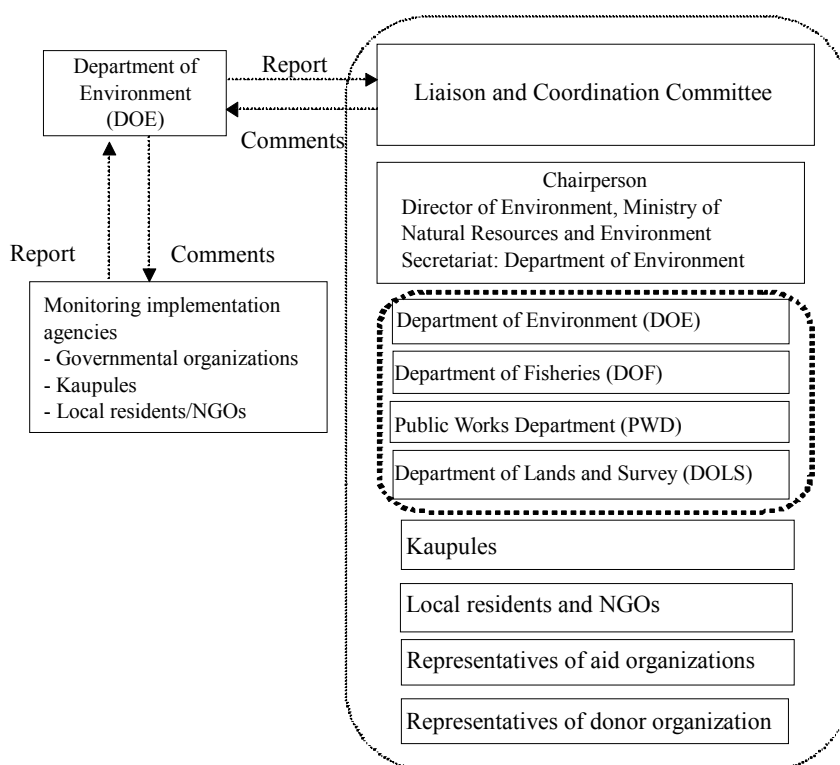 Department of
Environment
(DOE)
Report
Comments
Report
Comments
Monitoring implementation
agencies
- Governmental organizations
- Kaupules
- Local residents/NGOs
Liaison and Coordination Committee
Chairperson
Director of Environment, Ministry of
Natural Resources and Environment
Secretariat: Department of Environment
Department of Environment (DOE)
Department of Fisheries (DOF)
Public Works Department (PWD)
Department of Lands and Survey (DOLS)
Kaupules
Local residents and NGOs
Representatives of aid organizations
Representatives of donor organization